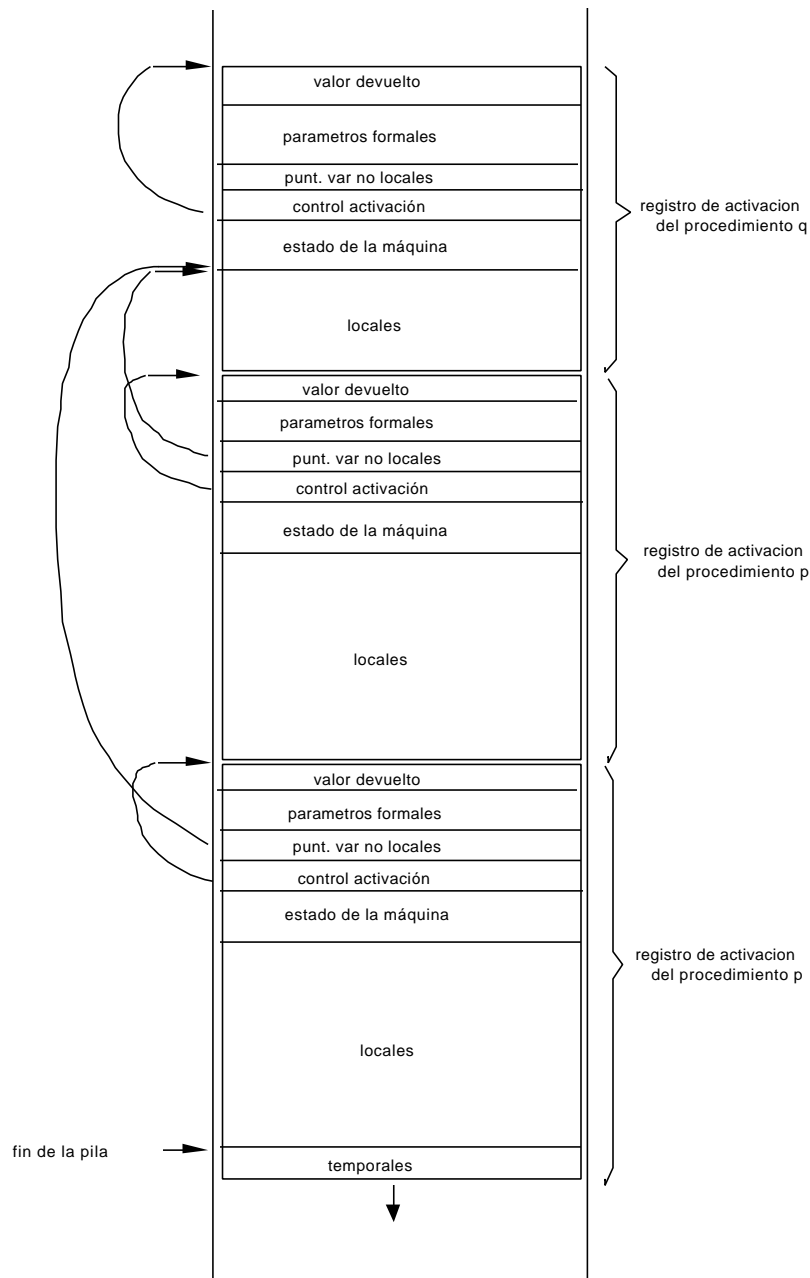 valor devuelto
parametros formales
punt. var no locales
control activación
estado de la máquina
locales
registro de activacion
del procedimiento q
valor devuelto
parametros formales
punt. var no locales
control activación
estado de la máquina
locales
registro de activacion
del procedimiento p
valor devuelto
parametros formales
punt. var no locales
control activación
estado de la máquina
locales
registro de activacion
del procedimiento p
fin de la pila
temporales